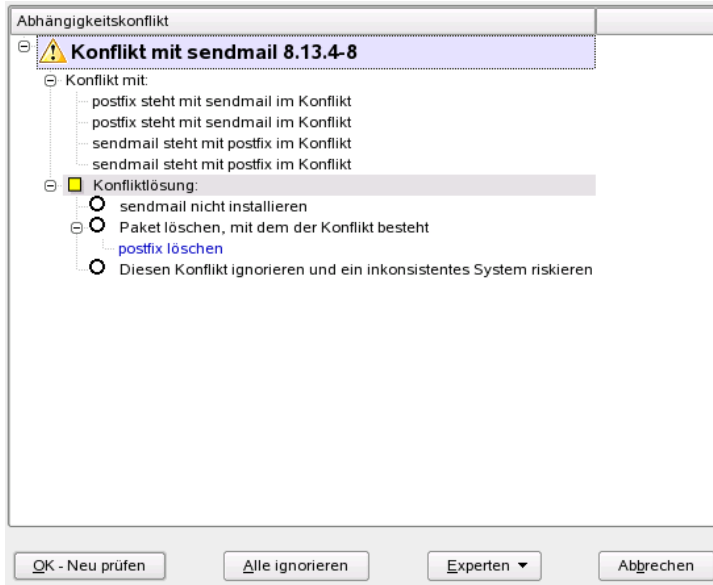 Abhängigkeitskonflikt
Konflikt mit sendmail 8.13.4-8
Konflikt mit:
postfix steht mit sendmail im Konflikt
postfix steht mit sendmail im Konflikt
sendmail steht mit postfix im Konflikt
sendmail steht mit postfix im Konflikt
Konfliktlösung:
sendmail nicht installieren
Paket löschen, mit dem der Konflikt besteht
postfix löschen
Diesen Konflikt ignorieren und ein inkonsistentes System riskieren
OK - Neu prüfen Alle ignorieren Experten Abbrechen